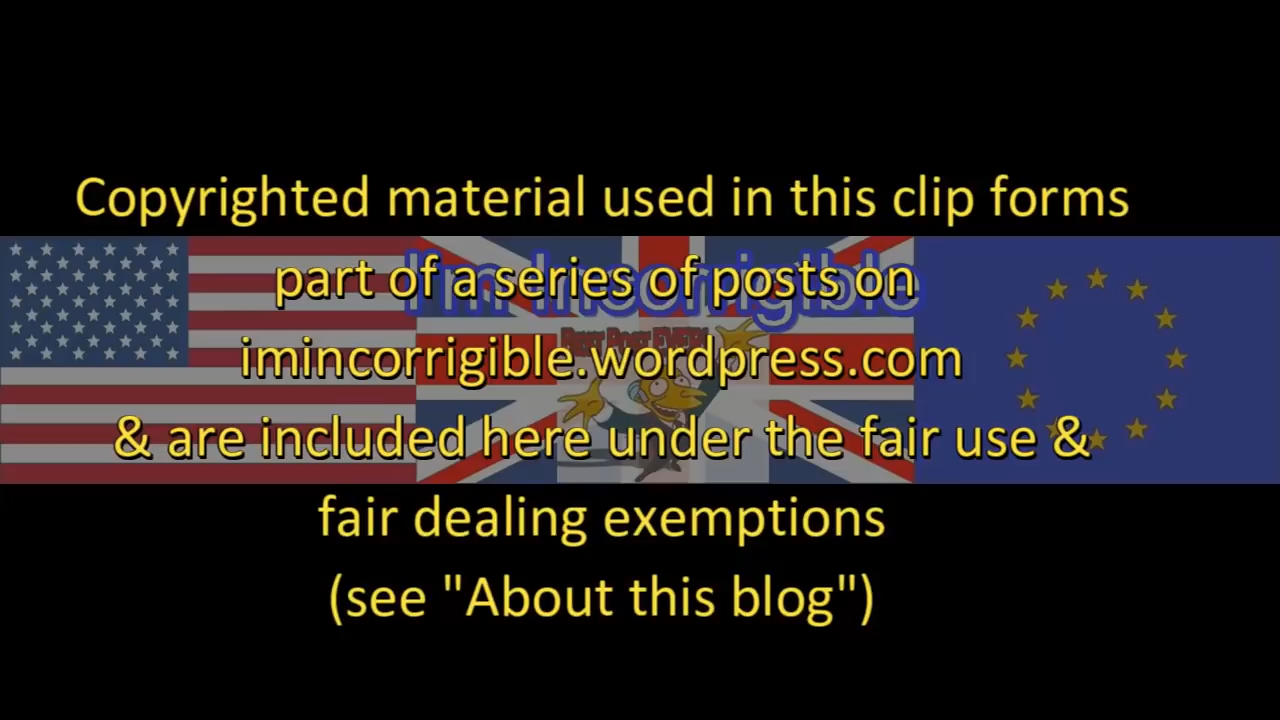 Copyrighted material used in this clip forms
I'm Incorrigible
part of a series of posts on
imincorrigible.wordpress.com
& are included here under the fair use &
fair dealing exemptions
(see "About this blog")